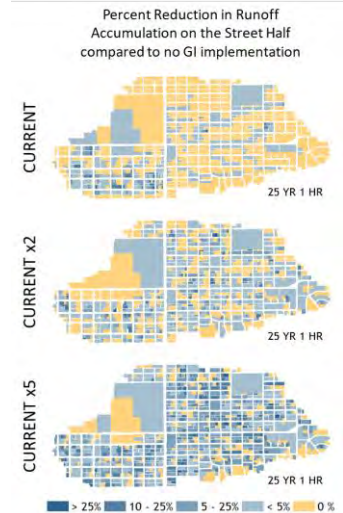 Percent Reduction in Runoff
Accumulation on the Street Half
compared to no GI implementation
CURRENT
25 YR 1 HR
CURRENT x2
25 YR 1 HR
CURRENT x5
25 YR 1 HR
> 25% 10 - 25% 5 - 25% < 5% 0 %